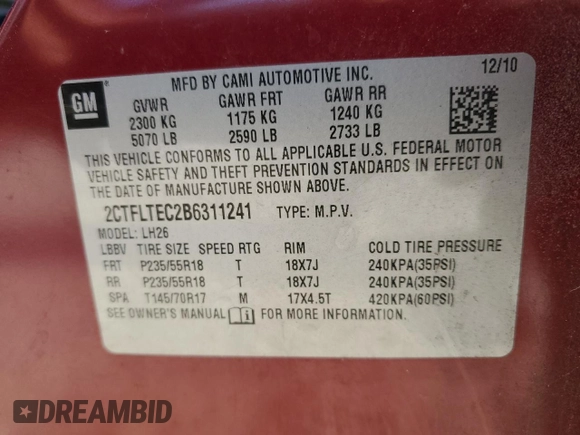 12/10
GM
MFD BY CAMI AUTOMOTIVE INC.
GVWR GAWR FRT GAWR RR
2300 KG 1175 KG 1240 KG
5070 LB 2590 LB 2733 LB
THIS VEHICLE CONFORMS TO ALL APPLICABLE U.S. FEDERAL MOTOR
VEHICLE SAFETY AND THEFT PREVENTION STANDARDS IN EFFECT ON
THE DATE OF MANUFACTURE SHOWN ABOVE.
2CTFLTEC2B6311241 TYPE: M.P.V.
MODEL: LH26
LBBV TIRE SIZE SPEED RTG RIM COLD TIRE PRESSURE
FRT P235/55R18 T 18X7J 240KPA(35PSI)
RR P235/55R18 T 18X7J 240KPA(35PSI)
SPA T145/70R17 M 17X4.5T 420KPA(60PSI)
SEE OWNER'S MANUAL i FOR MORE INFORMATION.
DREAMBID